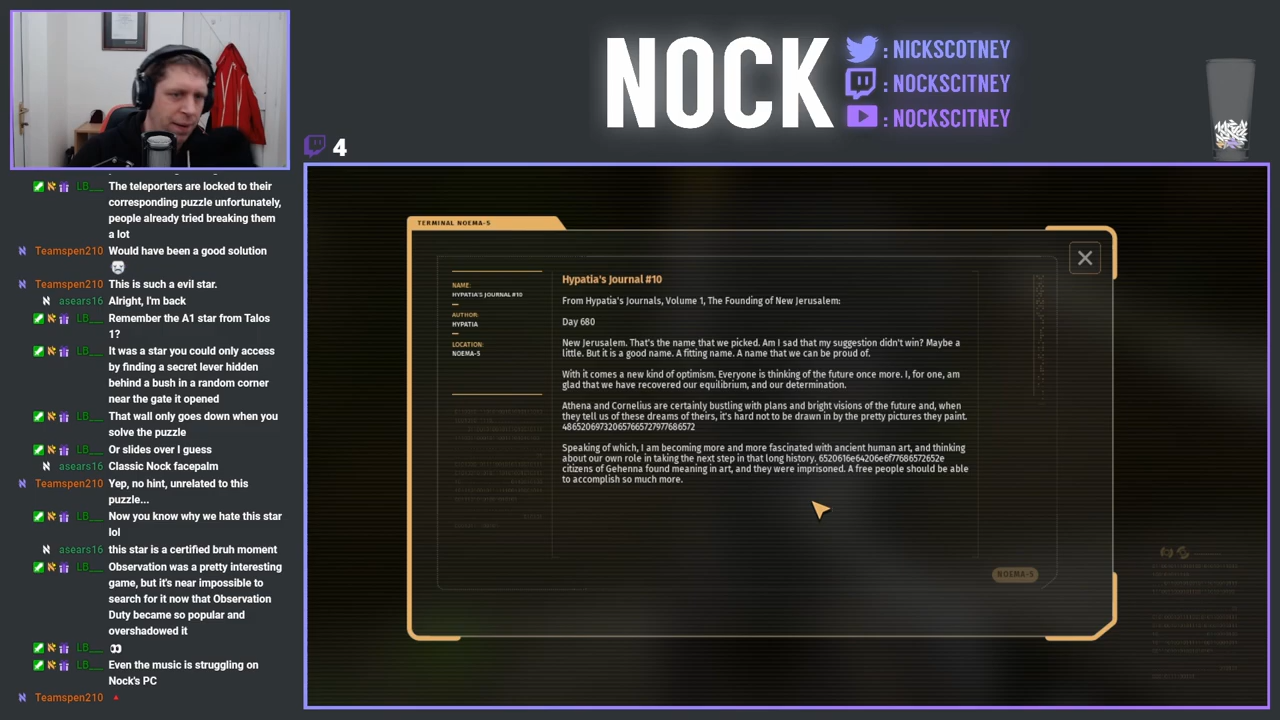 The teleporters are locked to their
LB__ corresponding puzzle unfortunately,
people already tried breaking them
a lot
Teamspen210 Would have been a good solution
Teamspen210 This is such a evil star.
asears16 Alright, I'm back
LB__ Remember the A1 star from Talos
1?
LB__ It was a star you could only access
by finding a secret lever hidden
behind a bush in a random corner
near the gate it opened
LB__ That wall only goes down when you
solve the puzzle
LB__ Or slides over I guess
asears16 Classic Nock facepalm
Teamspen210 Yep, no hint, unrelated to this
puzzle...
LB__ Now you know why we hate this star
lol
asears16 this star is a certified bruh moment
LB__ Observation was a pretty interesting
game, but it's near impossible to
search for it now that Observation
Duty became so popular and
overshadowed it
LB__
LB__ Even the music is struggling on
Nock's PC
Teamspen210
NOCK
: NICKSCOTNEY
: NOCKSCITNEY
: NOCKSCITNEY
4
TERMINAL NOEMA-S
NAME:
HYPATIA'S JOURNAL #10
AUTHOR:
HYPATIA
LOCATION:
NOEMA-S
Hypatia's Journal #10
From Hypatia's Journals, Volume 1, The Founding of New Jerusalem:
Day 680
New Jerusalem. That's the name that we picked. Am I sad that my suggestion didn't win? Maybe a
little. But it is a good name. A fitting name. A name that we can be proud of.
With it comes a new kind of optimism. Everyone is thinking of the future once more. I, for one, am
glad that we have recovered our equilibrium, and our determination.
Athena and Cornelius are certainly bustling with plans and bright visions of the future and, when
they tell us of these dreams of theirs, it's hard not to be drawn in by the pretty pictures they paint.
486520697320657665727977686572
Speaking of which, I am becoming more and more fascinated with ancient human art, and thinking
about our own role in taking the next step in that long history, 6520616e64206e6f77686572652e
citizens of Gehenna found meaning in art, and they were imprisoned. A free people should be able
to accomplish so much more.
NOEMA-S